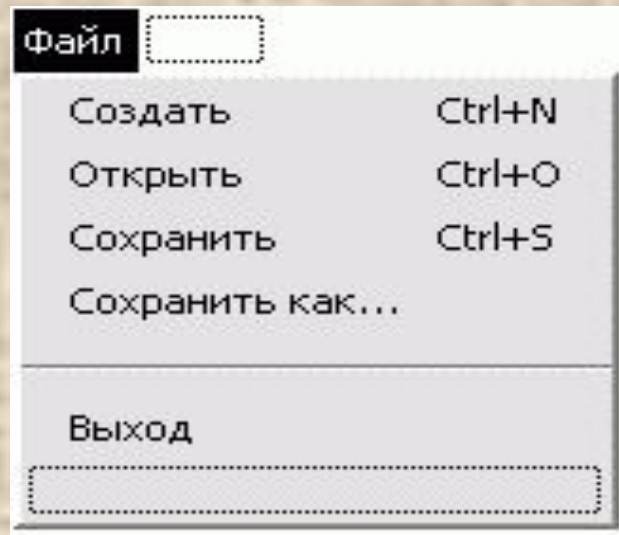 Файл
Создать Ctrl+N
Открыть Ctrl+O
Сохранить Ctrl+S
Сохранить как...
Выход